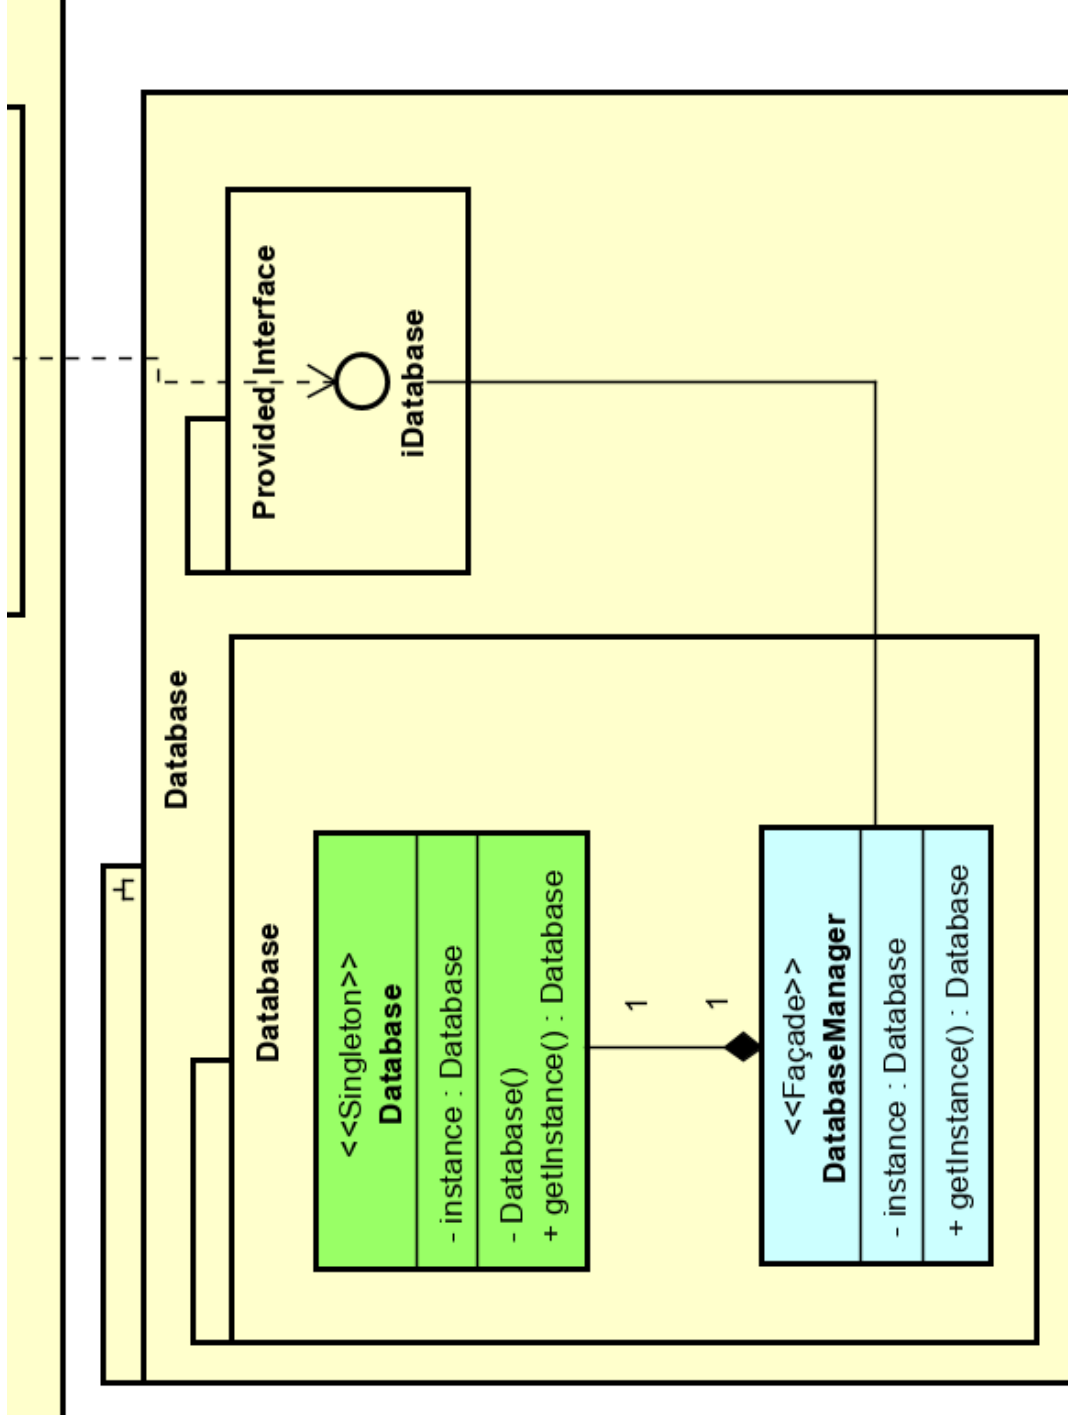 Database
Database
<<Singleton>>
Database
- instance : Database
- Database()
+ getInstance() : Database
1
1
<<Façade>>
DatabaseManager
- instance : Database
+ getInstance() : Database
Provided Interface
iDatabase